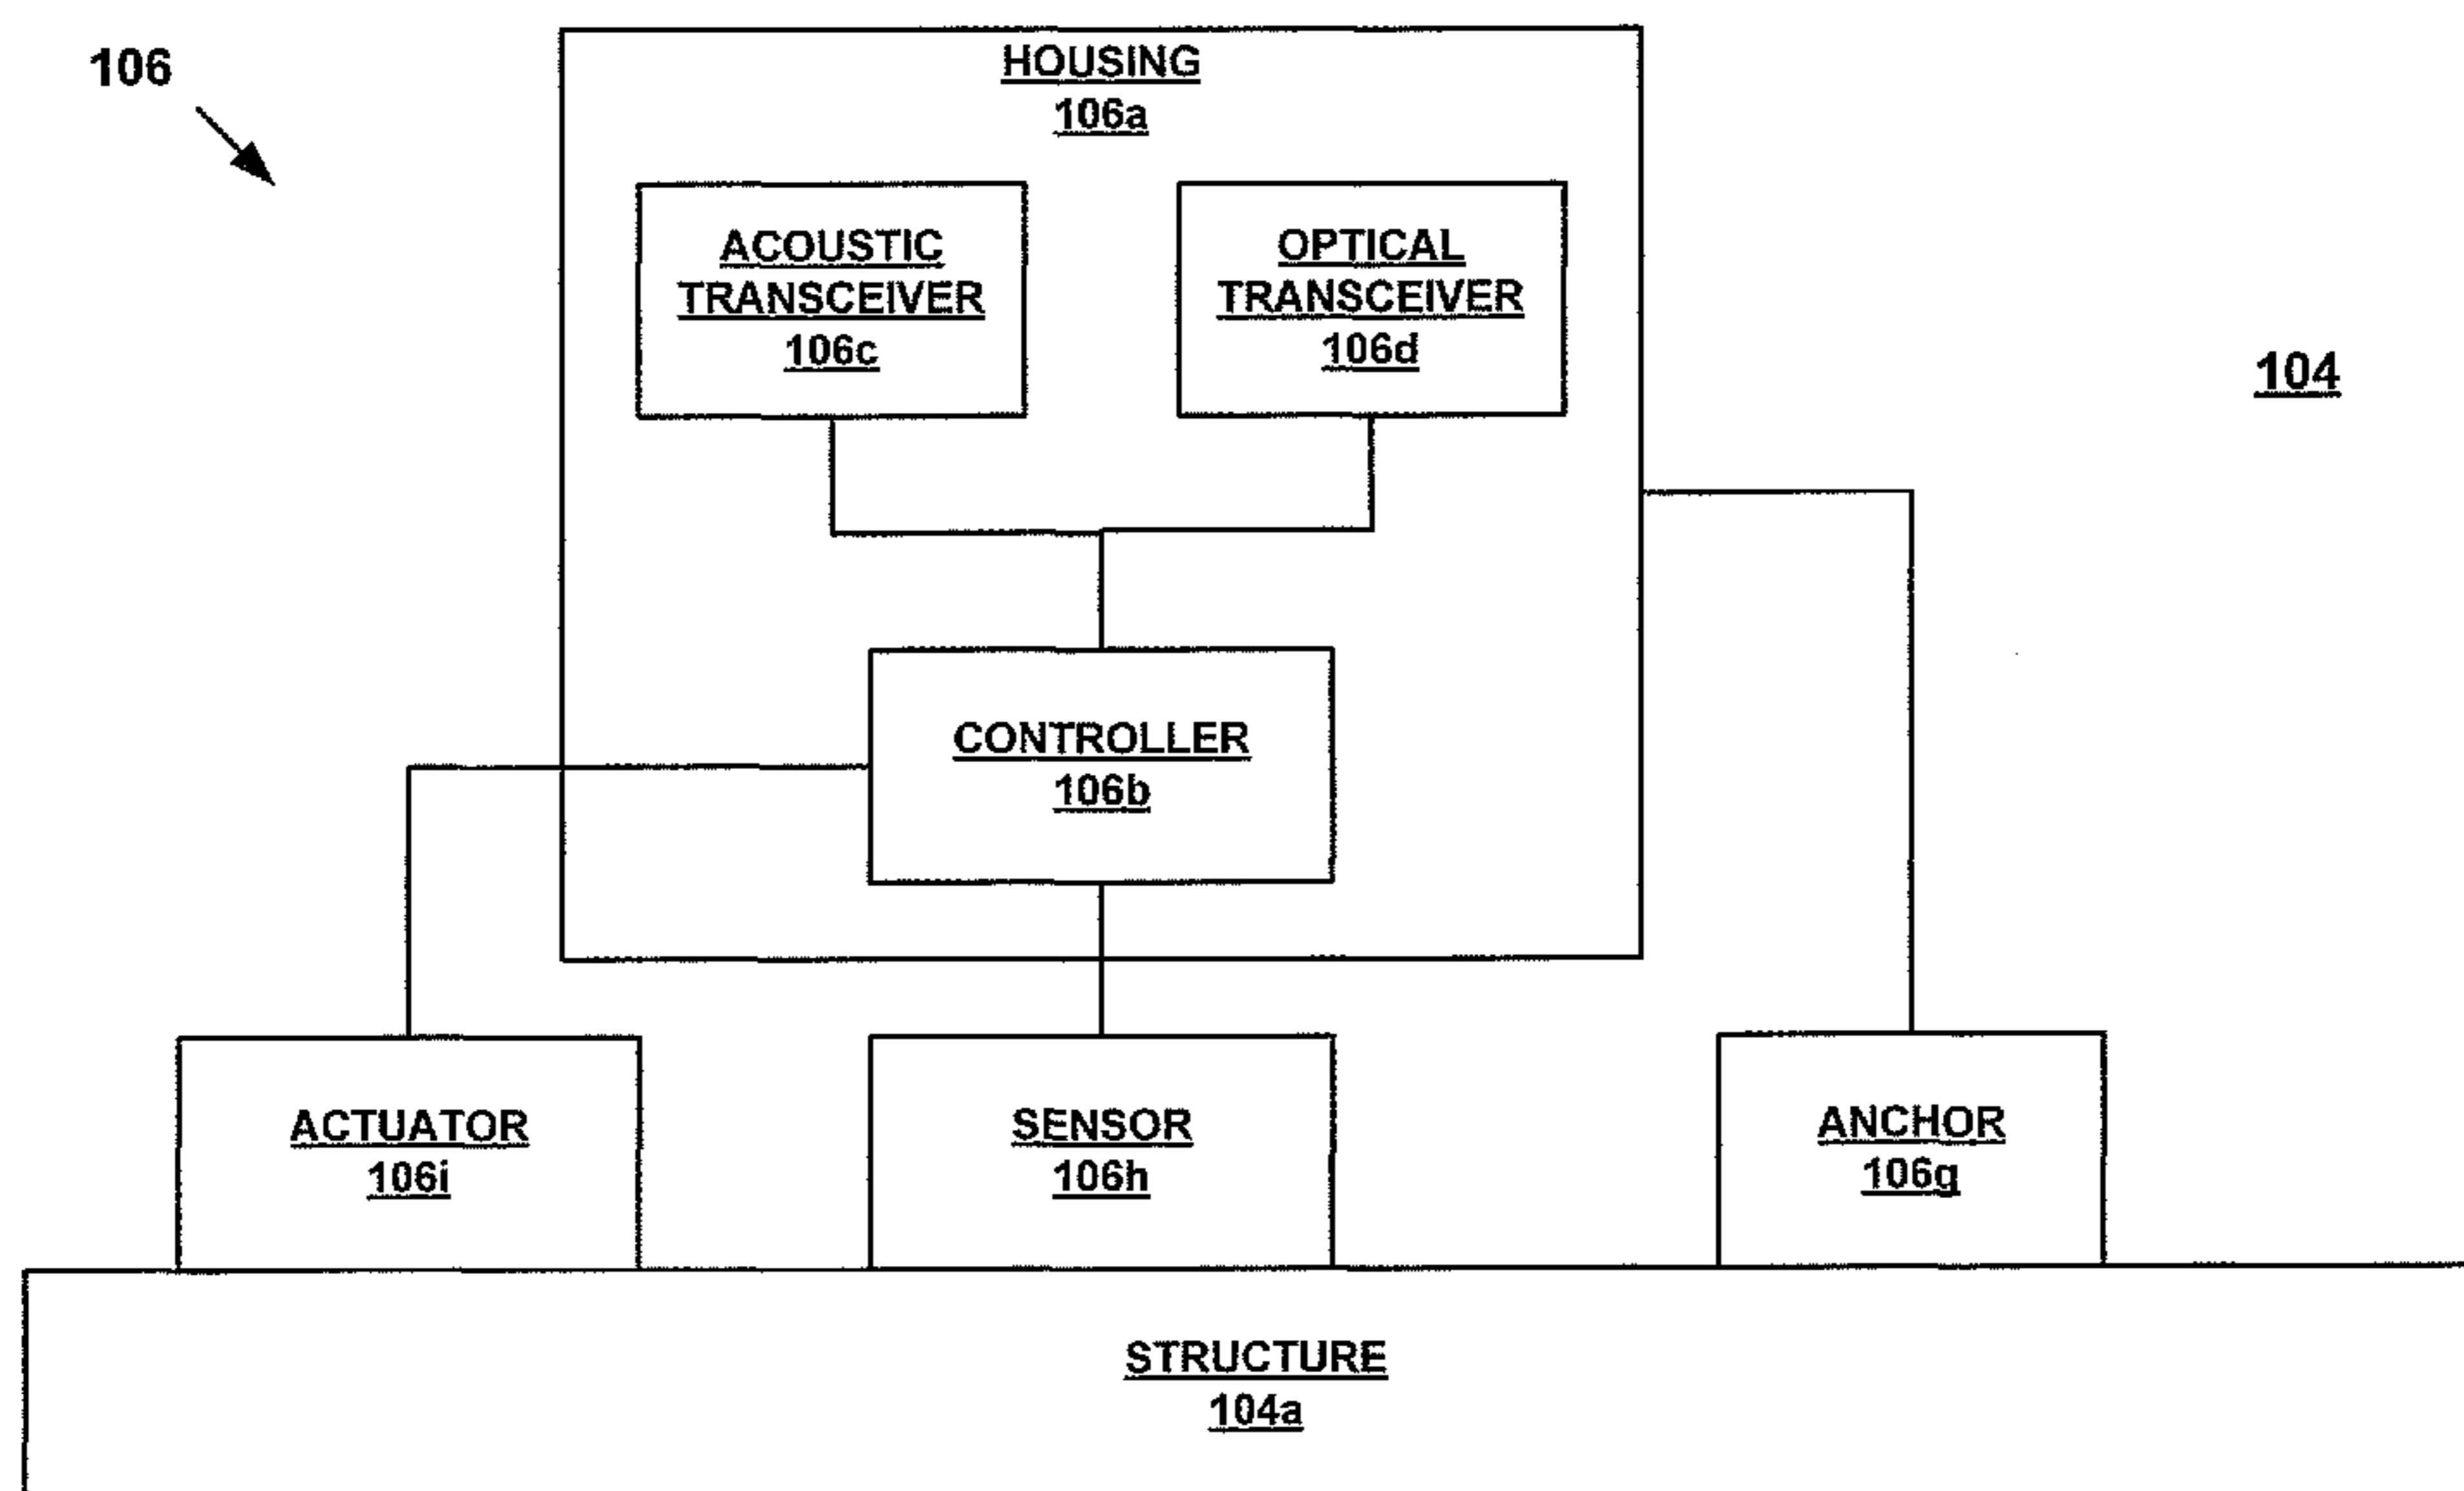 106
HOUSING
106a
ACOUSTIC
TRANSCEIVER
106c
OPTICAL
TRANSCEIVER
106d
104
CONTROLLER
106b
ACTUATOR
106i
SENSOR
106h
ANCHOR
106g
STRUCTURE
104a